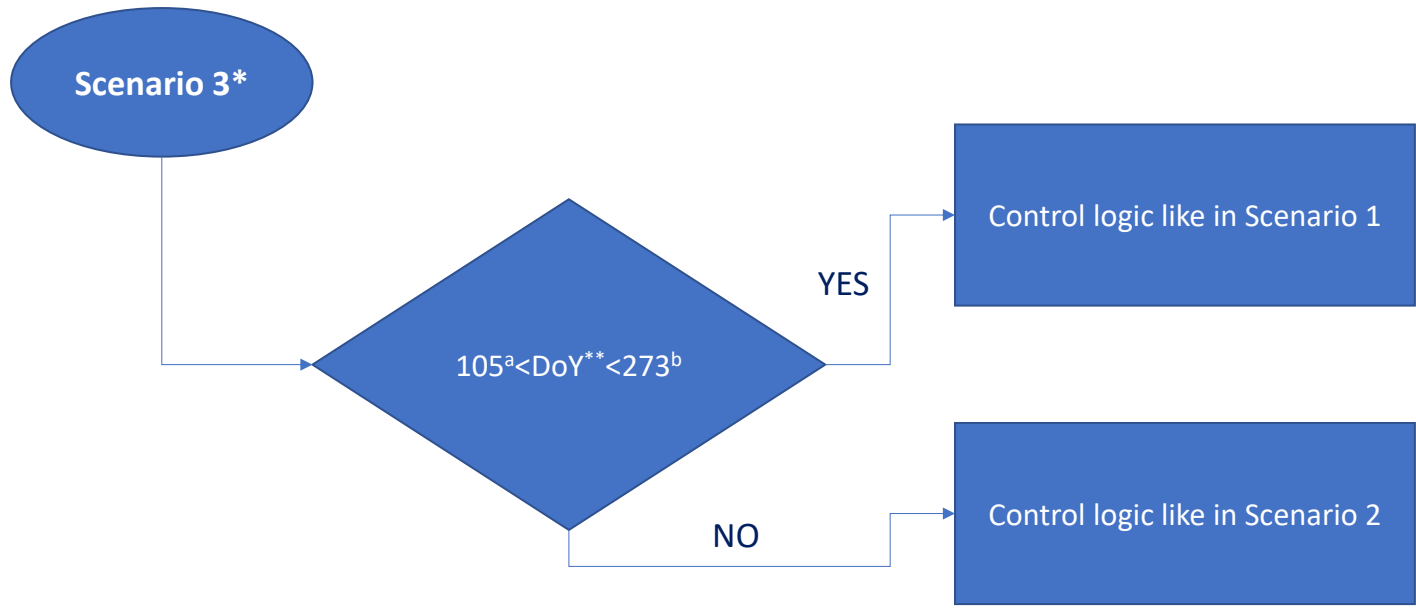 Scenario 3*
Control logic like in Scenario 1
YES
105ᵃ<DoY**<273ᵇ
Control logic like in Scenario 2
NO